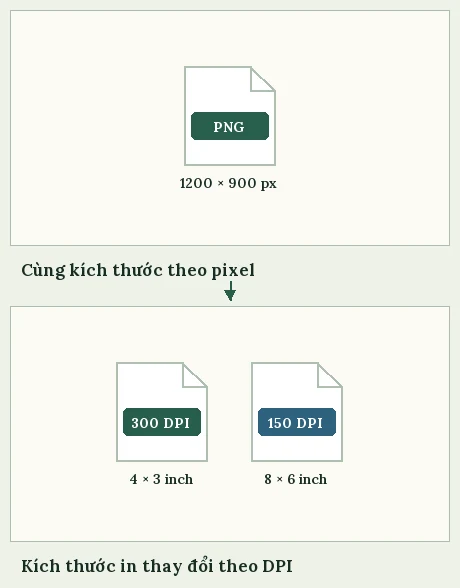 PNG
1200 × 900 px
Cùng kích thước theo pixel
300 DPI
150 DPI
4 × 3 inch
8 × 6 inch
Kích thước in thay đổi theo DPI